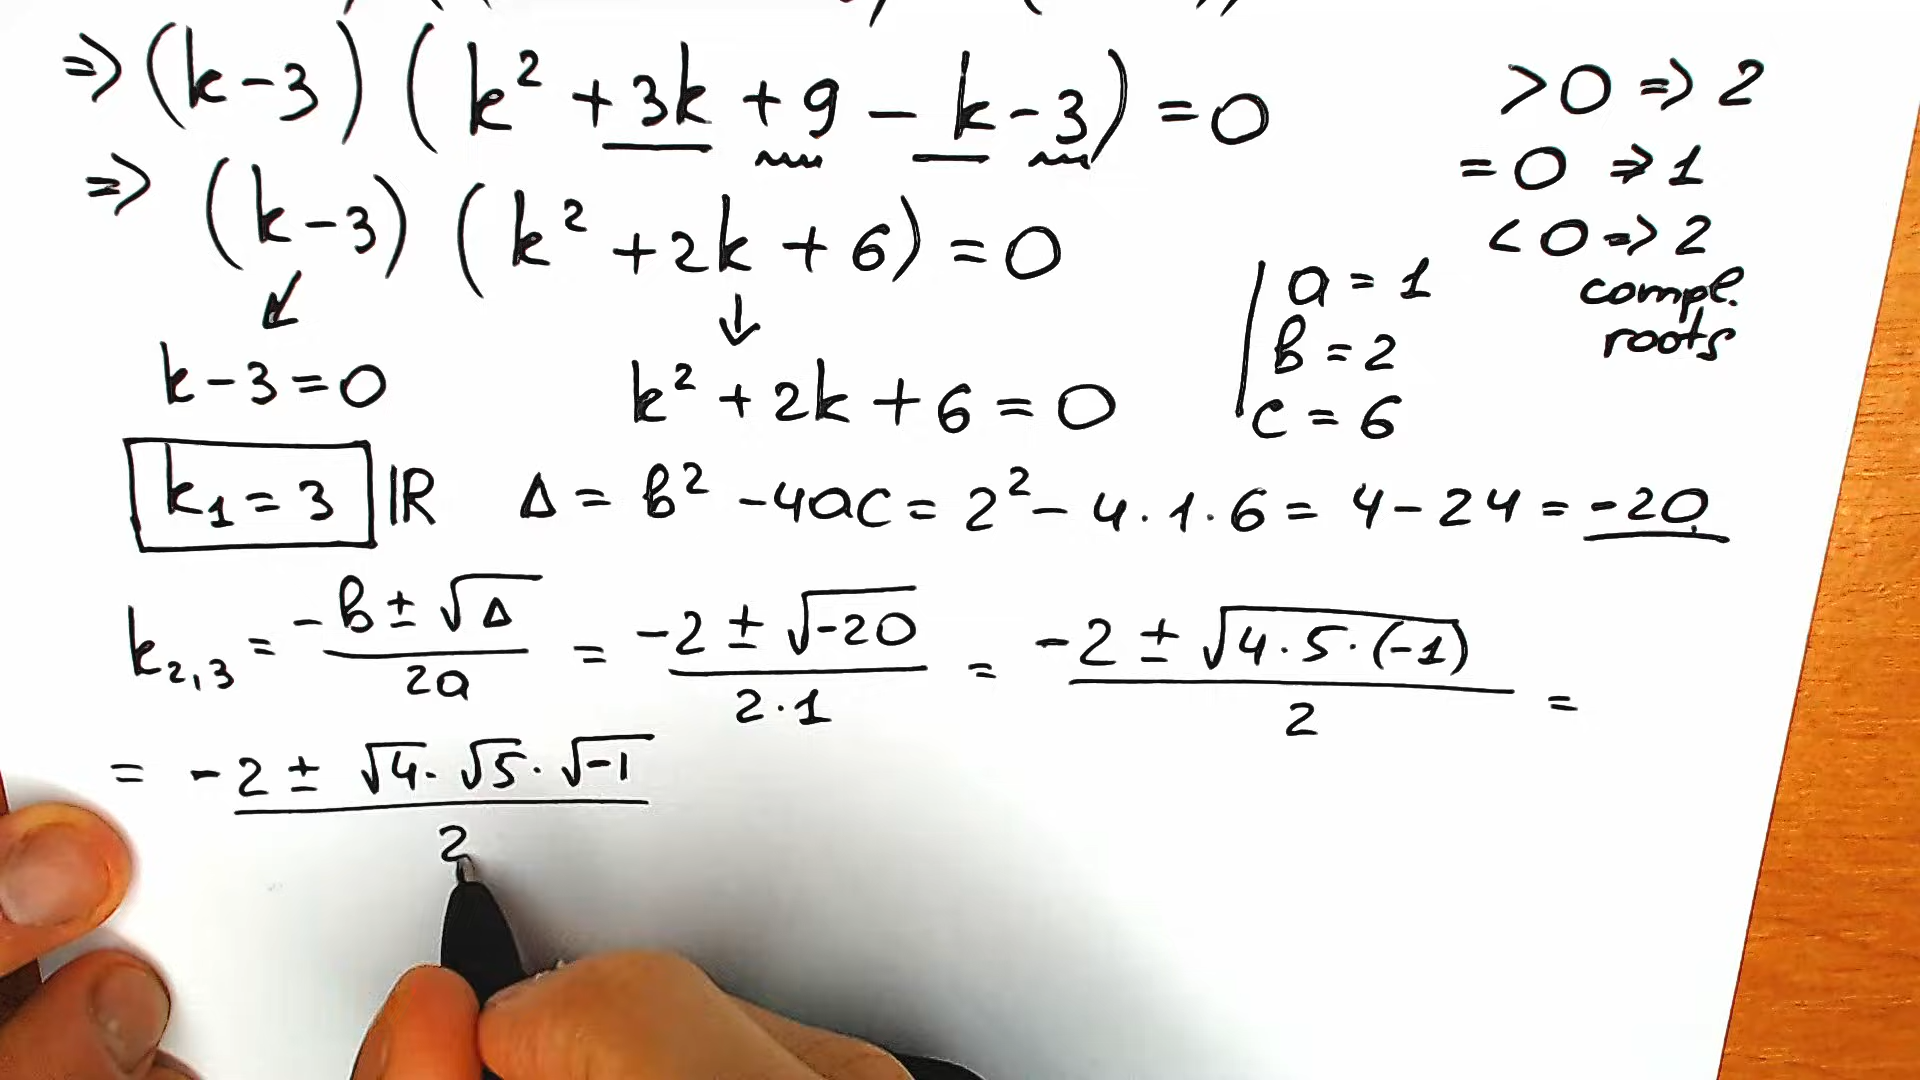 => (k-3) ( k² +3k +9 - k-3) =0
=> (k-3) ( k² +2k + 6) = 0
>0 => 2
=0 => 1
<0 => 2
compl.
roots
a = 1
b = 2
c = 6
k-3=0
k² + 2k + 6 = 0
k₁ = 3 ℝ
Δ = b² -4ac = 2² - 4·1·6 = 4-24 = -20
k₂,₃ = (-b ± √Δ)/(2a) = (-2 ± √(-20))/(2·1) = (-2 ± √(4·5·(-1)))/2 =
= (-2 ± √4·√5·√(-1))/2